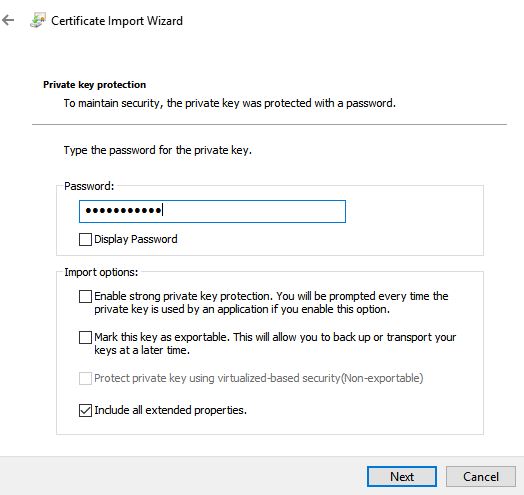 Certificate Import Wizard
Private key protection
To maintain security, the private key was protected with a password.
Type the password for the private key.
Password:
●●●●●●●●●●●
Display Password
Import options:
Enable strong private key protection. You will be prompted every time the
private key is used by an application if you enable this option.
Mark this key as exportable. This will allow you to back up or transport your
keys at a later time.
Protect private key using virtualized-based security(Non-exportable)
Include all extended properties.
Next
Cancel